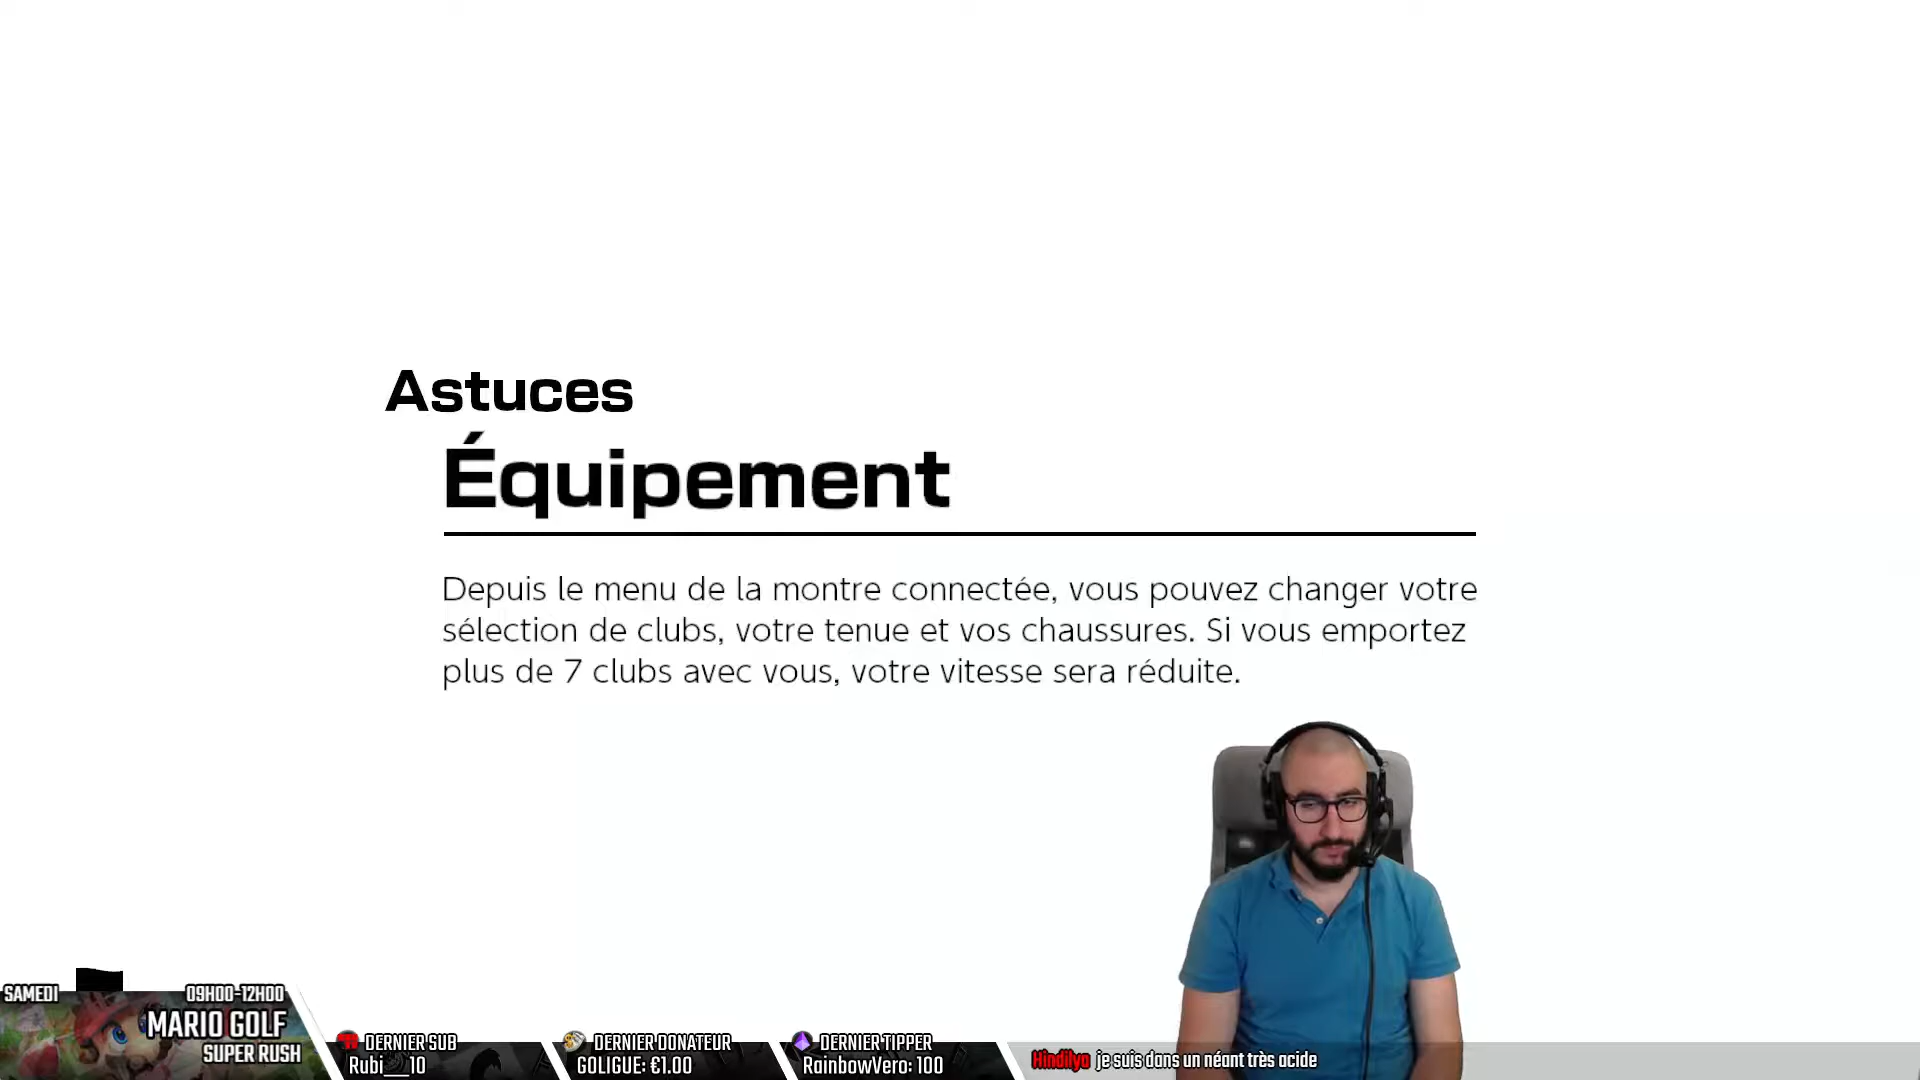 Astuces
Équipement
Depuis le menu de la montre connectée, vous pouvez changer votre
sélection de clubs, votre tenue et vos chaussures. Si vous emportez
plus de 7 clubs avec vous, votre vitesse sera réduite.
SAMEDI
09H00-12H00
MARIO GOLF
SUPER RUSH
DERNIER SUB
Rubi__10
DERNIER DONATEUR
GOLIGUE: €1.00
DERNIER TIPPER
RainbowVero: 100
Hindilya je suis dans un néant très acide